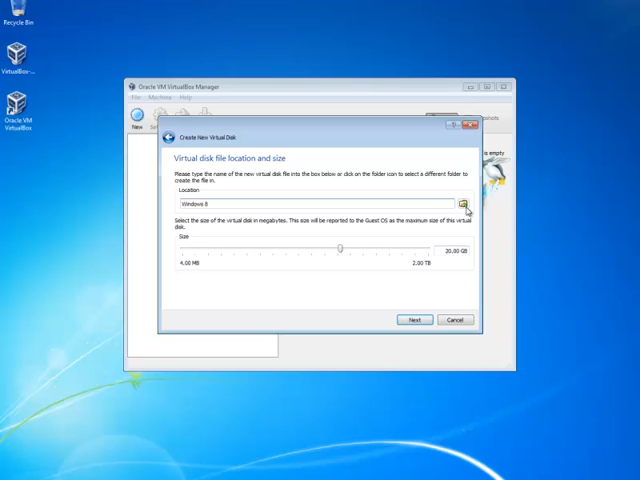 Recycle Bin
VirtualBox-...
Oracle VM
VirtualBox
Oracle VM VirtualBox Manager
File Machine Help
New
Create New Virtual Disk
Virtual disk file location and size
Please type the name of the new virtual disk file into the box below or click on the folder icon to select a different folder to
create the file in.
Location
Windows 8
Select the size of the virtual disk in megabytes. This size will be reported to the Guest OS as the maximum size of this virtual
disk.
Size
20.00 GB
4.00 MB
2.00 TB
Next
Cancel
is empty